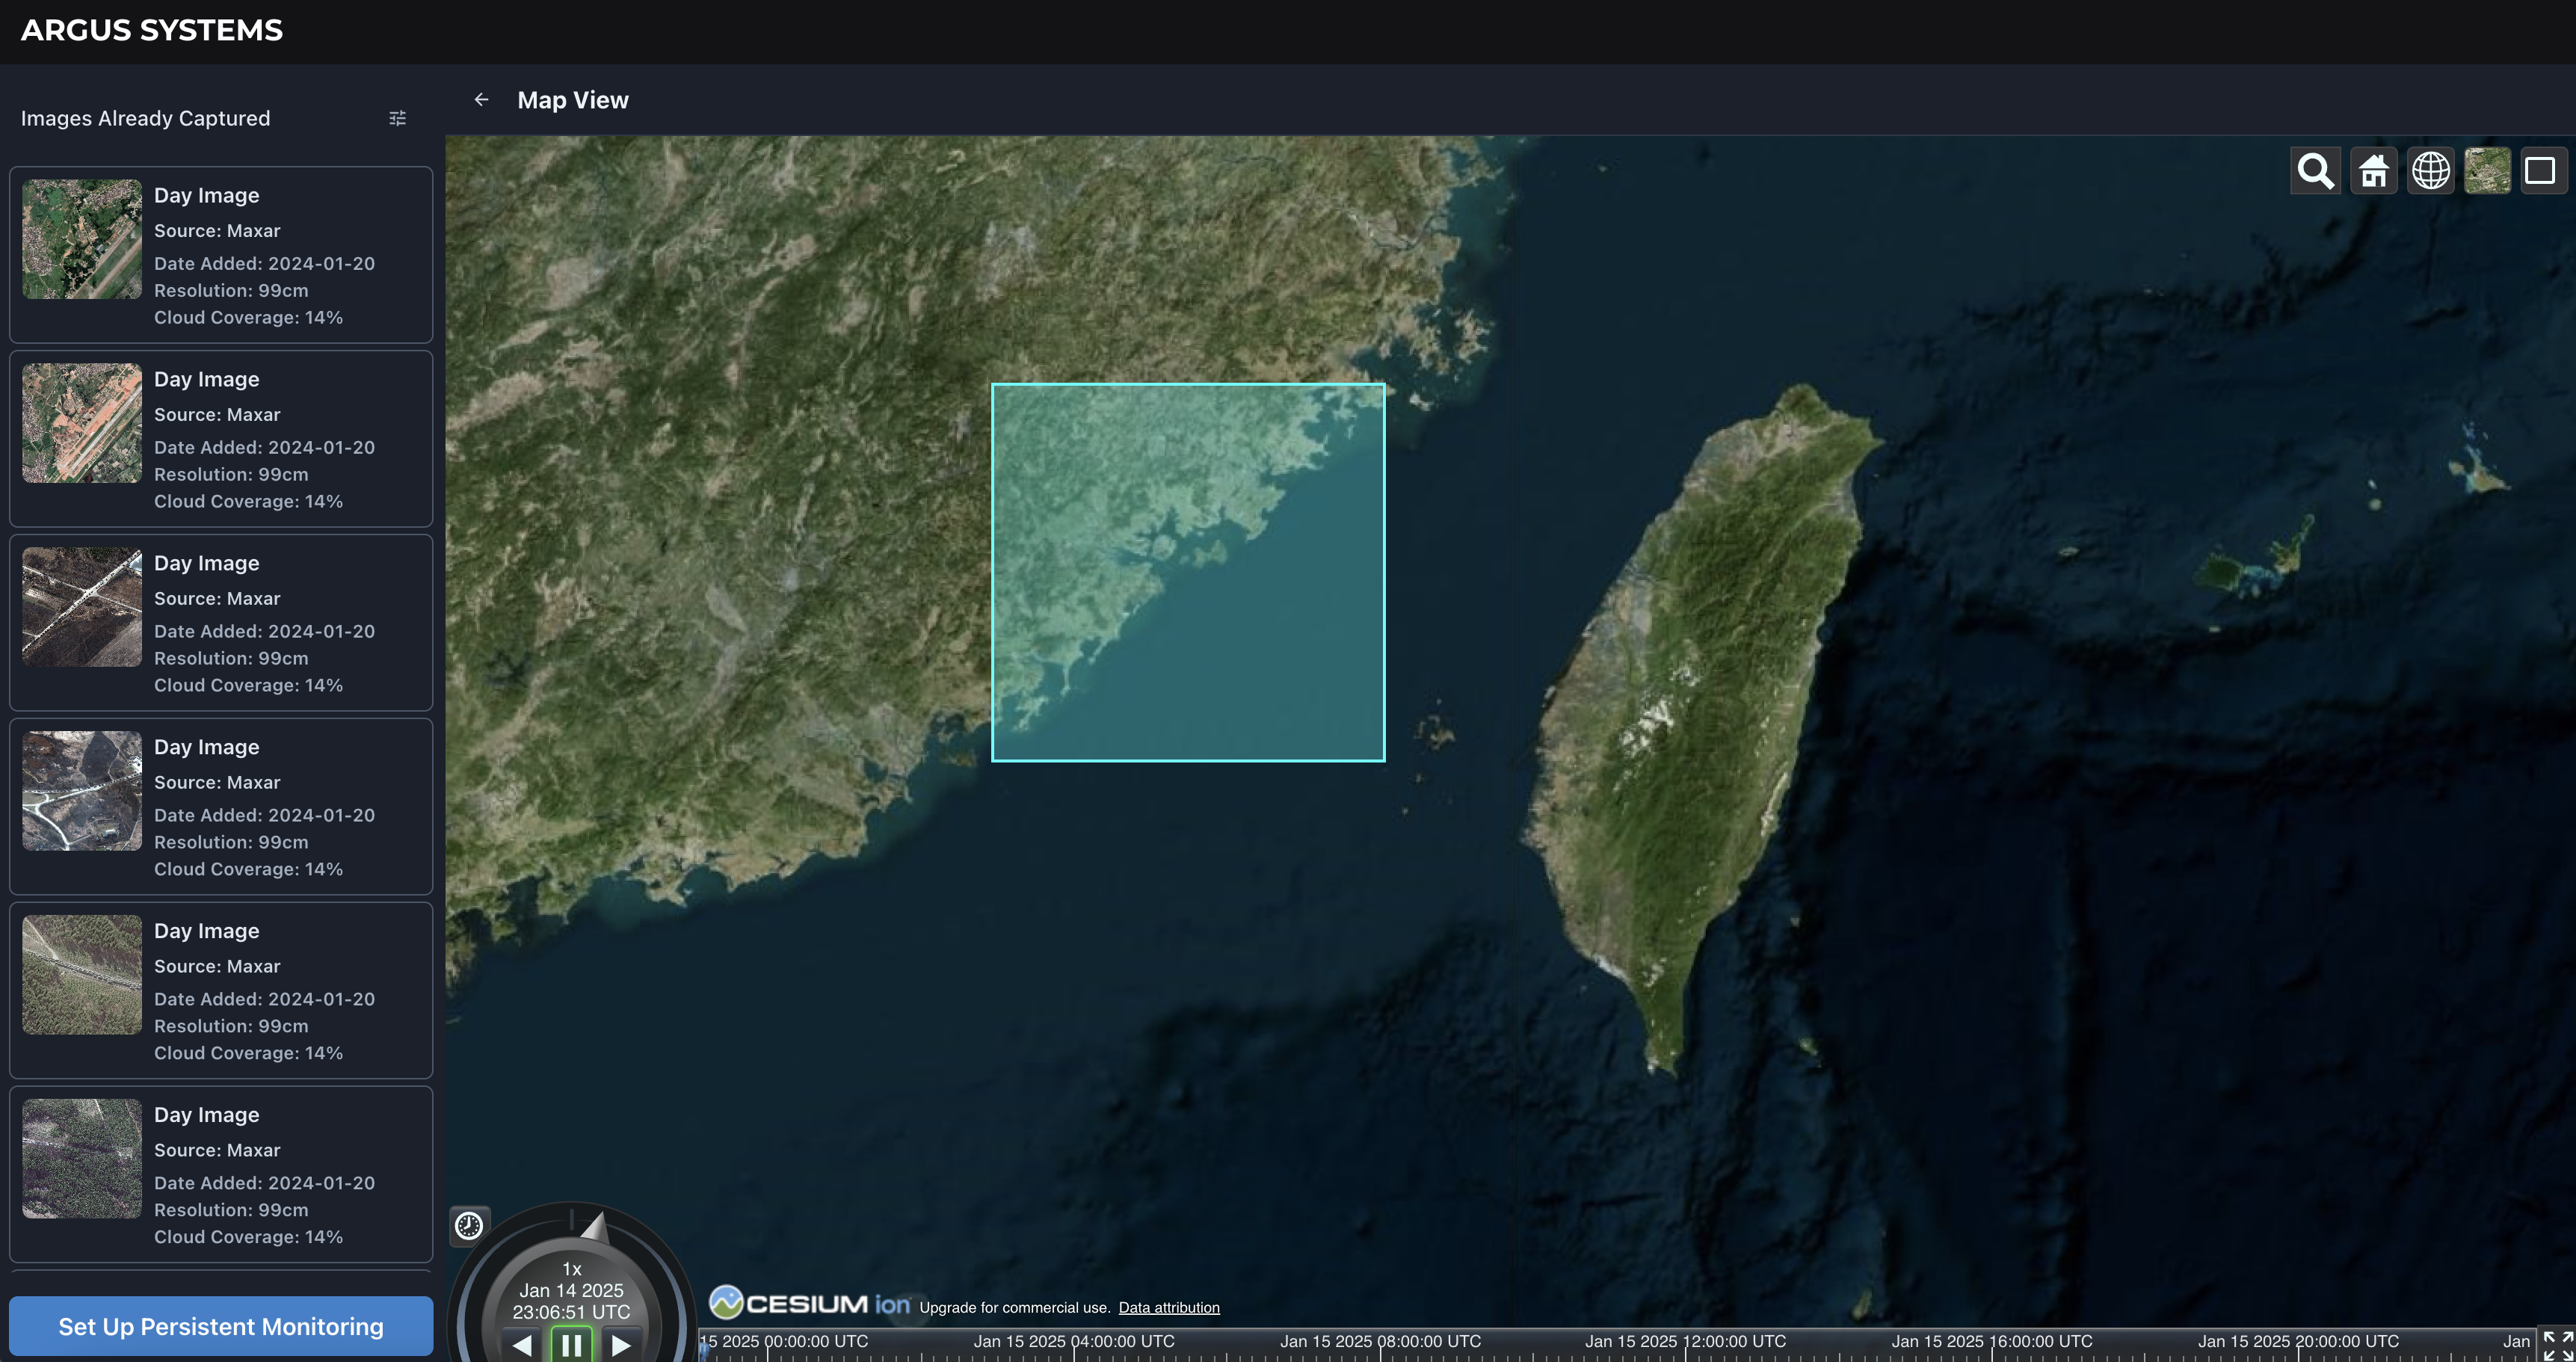 ARGUS SYSTEMS
Images Already Captured
Map View
Day Image
Source: Maxar
Date Added: 2024-01-20
Resolution: 99cm
Cloud Coverage: 14%
Day Image
Source: Maxar
Date Added: 2024-01-20
Resolution: 99cm
Cloud Coverage: 14%
Day Image
Source: Maxar
Date Added: 2024-01-20
Resolution: 99cm
Cloud Coverage: 14%
Day Image
Source: Maxar
Date Added: 2024-01-20
Resolution: 99cm
Cloud Coverage: 14%
Day Image
Source: Maxar
Date Added: 2024-01-20
Resolution: 99cm
Cloud Coverage: 14%
Day Image
Source: Maxar
Date Added: 2024-01-20
Resolution: 99cm
Cloud Coverage: 14%
Set Up Persistent Monitoring
1x
Jan 14 2025
23:06:51 UTC
CESIUM ion Upgrade for commercial use. Data attribution
15 2025 00:00:00 UTC Jan 15 2025 04:00:00 UTC Jan 15 2025 08:00:00 UTC Jan 15 2025 12:00:00 UTC Jan 15 2025 16:00:00 UTC Jan 15 2025 20:00:00 UTC Jan